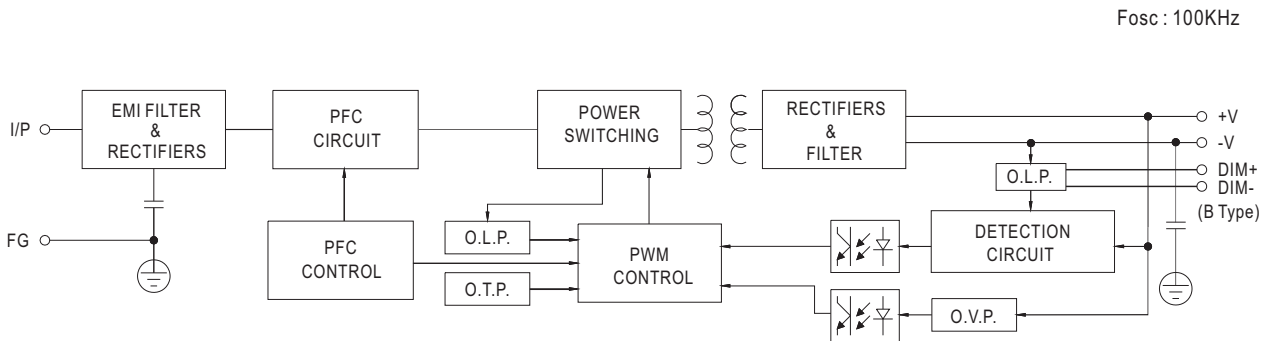 Fosc : 100KHz
I/P
EMI FILTER
&
RECTIFIERS
PFC
CIRCUIT
POWER
SWITCHING
RECTIFIERS
&
FILTER
+V
-V
O.L.P.
DIM+
DIM-
(B Type)
FG
PFC
CONTROL
O.L.P.
O.T.P.
PWM
CONTROL
DETECTION
CIRCUIT
O.V.P.